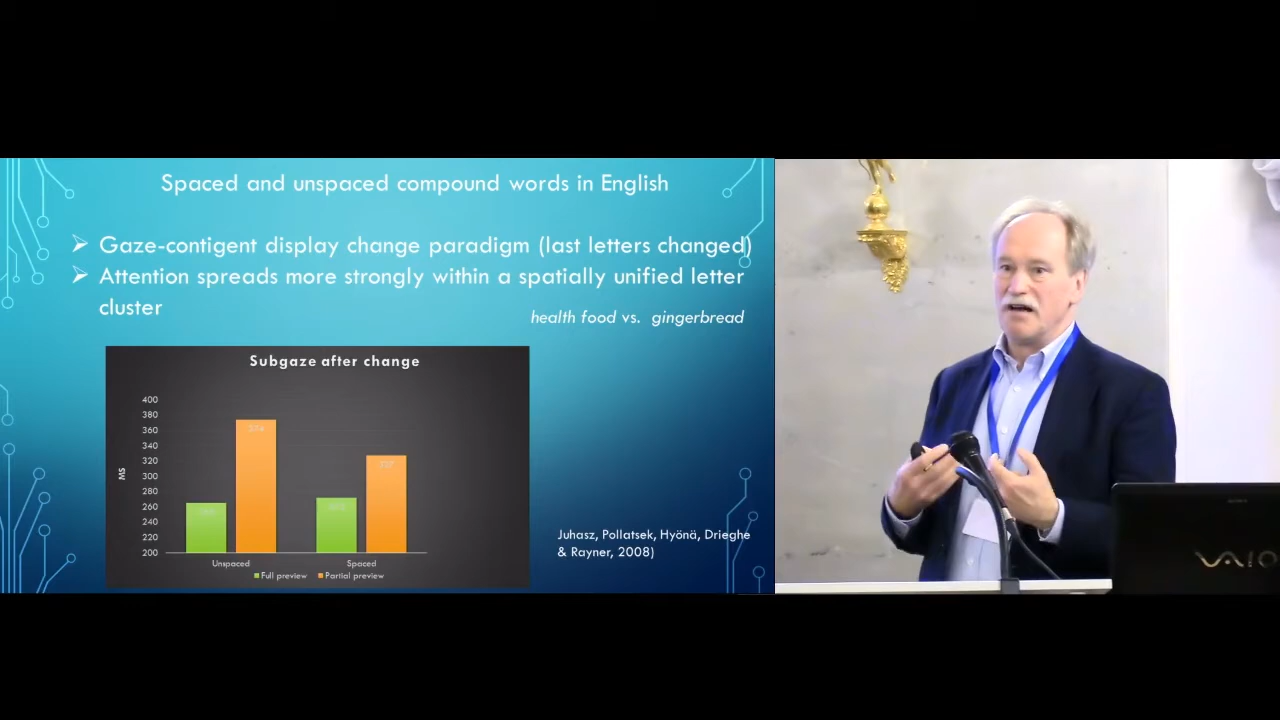 Spaced and unspaced compound words in English
Gaze-contigent display change paradigm (last letters changed)
Attention spreads more strongly within a spatially unified letter
cluster
health food vs. gingerbread
Subgaze after change
400
380
360
340
320
300
280
260
240
220
200
MS
374
Unspaced
Spaced
Full preview
Partial preview
Juhasz, Pollatsek, Hyönä, Drieghe
& Rayner, 2008)
VAIO